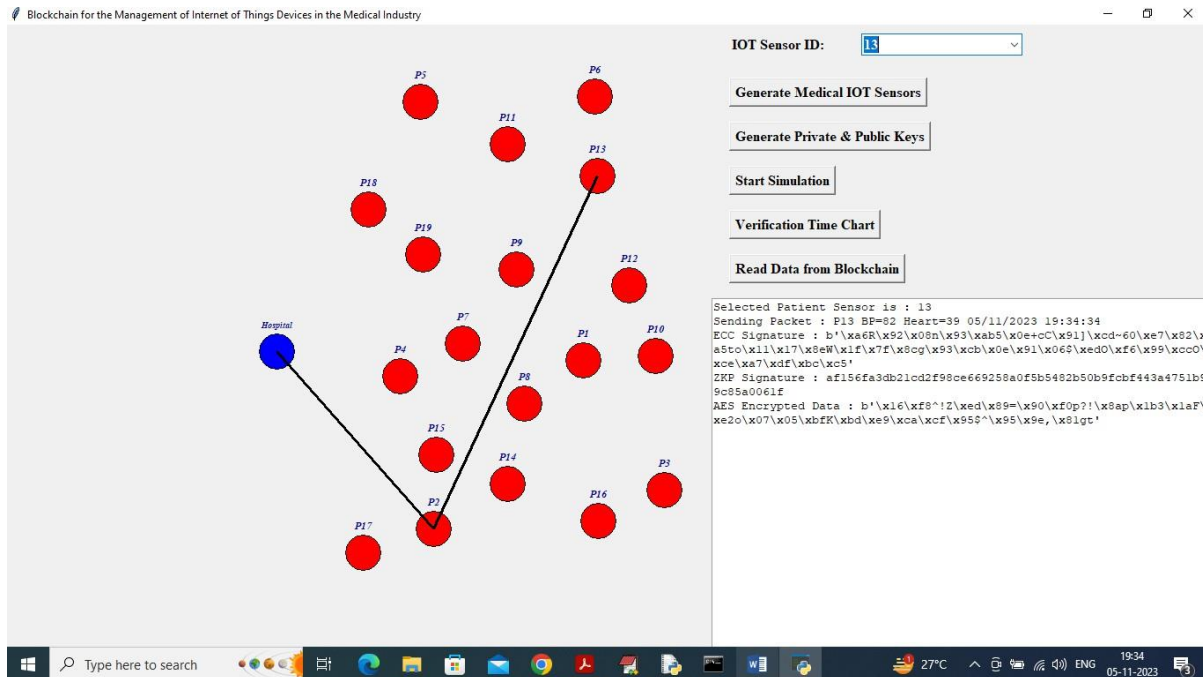 Blockchain for the Management of Internet of Things Devices in the Medical Industry
IOT Sensor ID:
13
Generate Medical IOT Sensors
Generate Private & Public Keys
Start Simulation
Verification Time Chart
Read Data from Blockchain
P5
P6
P11
P13
P18
P19
P9
P12
Hospital
P7
P1
P10
P4
P8
P15
P14
P3
P2
P16
P17
Selected Patient Sensor is : 13
Sending Packet : P13 BP=82 Heart=39 05/11/2023 19:34:34
ECC Signature : b'\xa6R\x92\x08n\x93\xab5\x0e+cC\x91]\xcd~60\xe7\x82\x
a5to\x11\x17\x8eW\x1f\x7f\x8cg\x93\xcb\x0e\x91\x06$\xedO\xf6\x99\xccO\
xce\xa7\xdf\xbc\xc5'
ZKP Signature : af156fa3db21cd2f98ce669258a0f5b5482b50b9fcbf443a4751b9
9c85a0061f
AES Encrypted Data : b'\x16\xf8^!Z\xed\x89=\x90\xf0p?!\x8ap\x1b3\x1aF\
xe2o\x07\x05\xbfK\xbd\xe9\xca\xcf\x95$^\x95\x9e,\x81gt'
Type here to search
27°C
ENG
19:34
05-11-2023
3